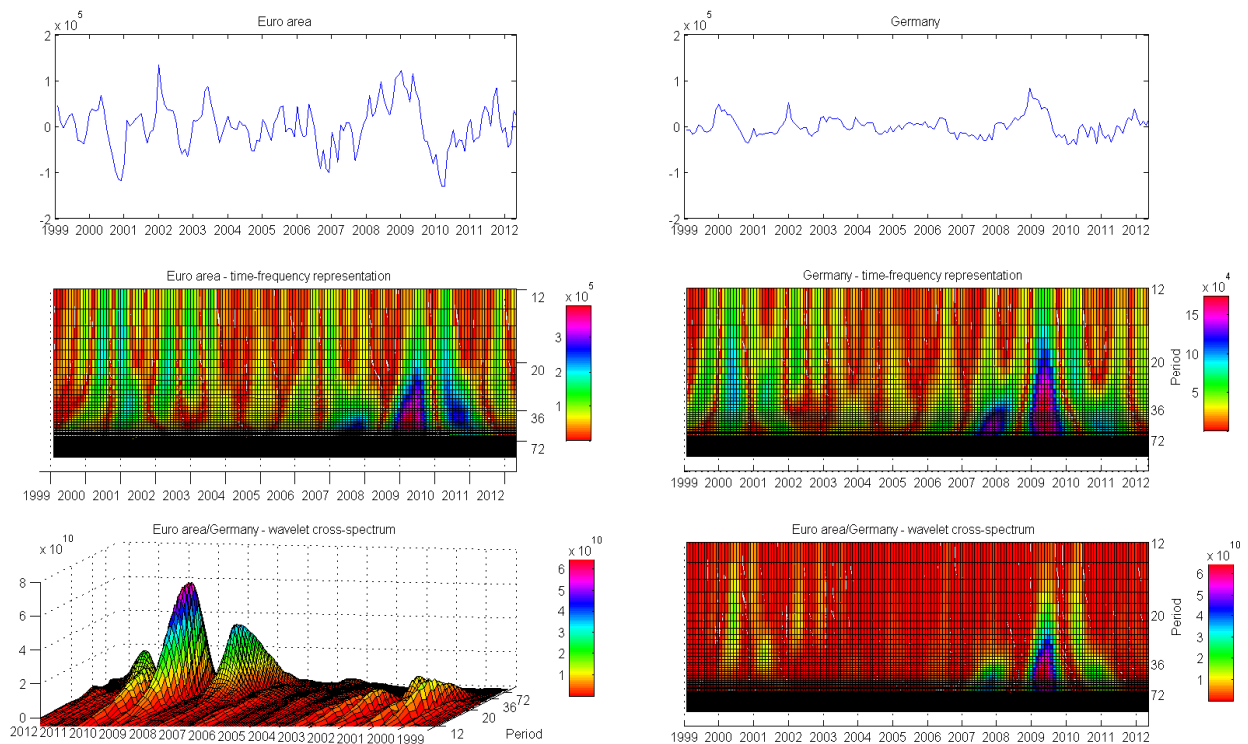 Euro area
x 10^5
2
1
0
-1
-2
1999 2000 2001 2002 2003 2004 2005 2006 2007 2008 2009 2010 2011 2012
Germany
x 10^5
2
1
0
-1
-2
1999 2000 2001 2002 2003 2004 2005 2006 2007 2008 2009 2010 2011 2012
Euro area - time-frequency representation
12
20
36
72
x 10^5
3
2
1
1999 2000 2001 2002 2003 2004 2005 2006 2007 2008 2009 2010 2011 2012
Germany - time-frequency representation
12
20
36
72
Period
x 10^4
15
10
5
1999 2000 2001 2002 2003 2004 2005 2006 2007 2008 2009 2010 2011 2012
Euro area/Germany - wavelet cross-spectrum
x 10^10
8
6
4
2
0
2012 2011 2010 2009 2008 2007 2006 2005 2004 2003 2002 2001 2000 1999
12
20
36
72
Period
x 10^10
6
5
4
3
2
1
Euro area/Germany - wavelet cross-spectrum
12
20
36
72
Period
x 10^10
6
5
4
3
2
1
1999 2000 2001 2002 2003 2004 2005 2006 2007 2008 2009 2010 2011 2012